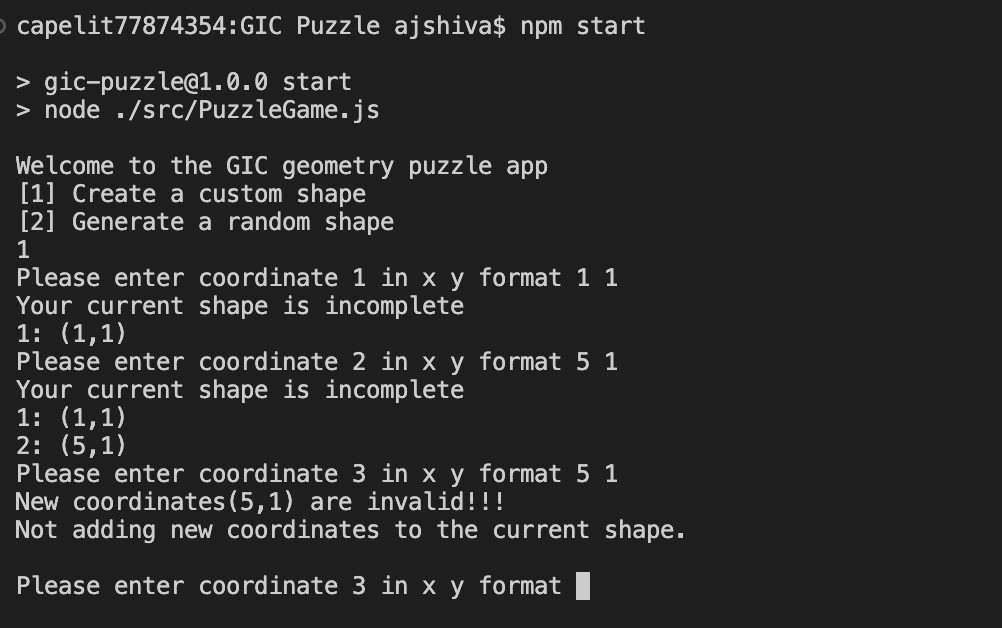 capelit77874354:GIC Puzzle ajshiva$ npm start
> gic-puzzle@1.0.0 start
> node ./src/PuzzleGame.js
Welcome to the GIC geometry puzzle app
[1] Create a custom shape
[2] Generate a random shape
1
Please enter coordinate 1 in x y format 1 1
Your current shape is incomplete
1: (1,1)
Please enter coordinate 2 in x y format 5 1
Your current shape is incomplete
1: (1,1)
2: (5,1)
Please enter coordinate 3 in x y format 5 1
New coordinates(5,1) are invalid!!!
Not adding new coordinates to the current shape.
Please enter coordinate 3 in x y format